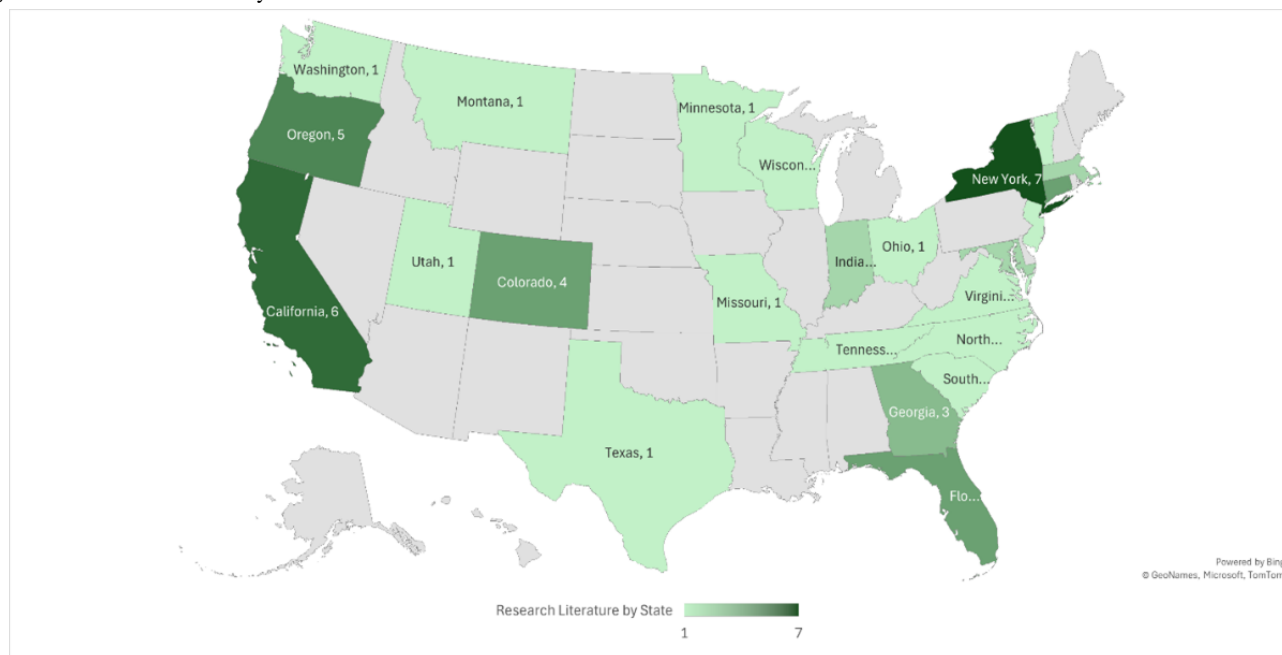 Washington, 1
Montana, 1
Minnesota, 1
Oregon, 5
Wiscon...
New York, 7
Ohio, 1
India...
Utah, 1
Colorado, 4
Virgini...
California, 6
Missouri, 1
North...
Tenness...
South...
Georgia, 3
Texas, 1
Flo...
Powered by Bing
© GeoNames, Microsoft, TomTom
Research Literature by State
1
7